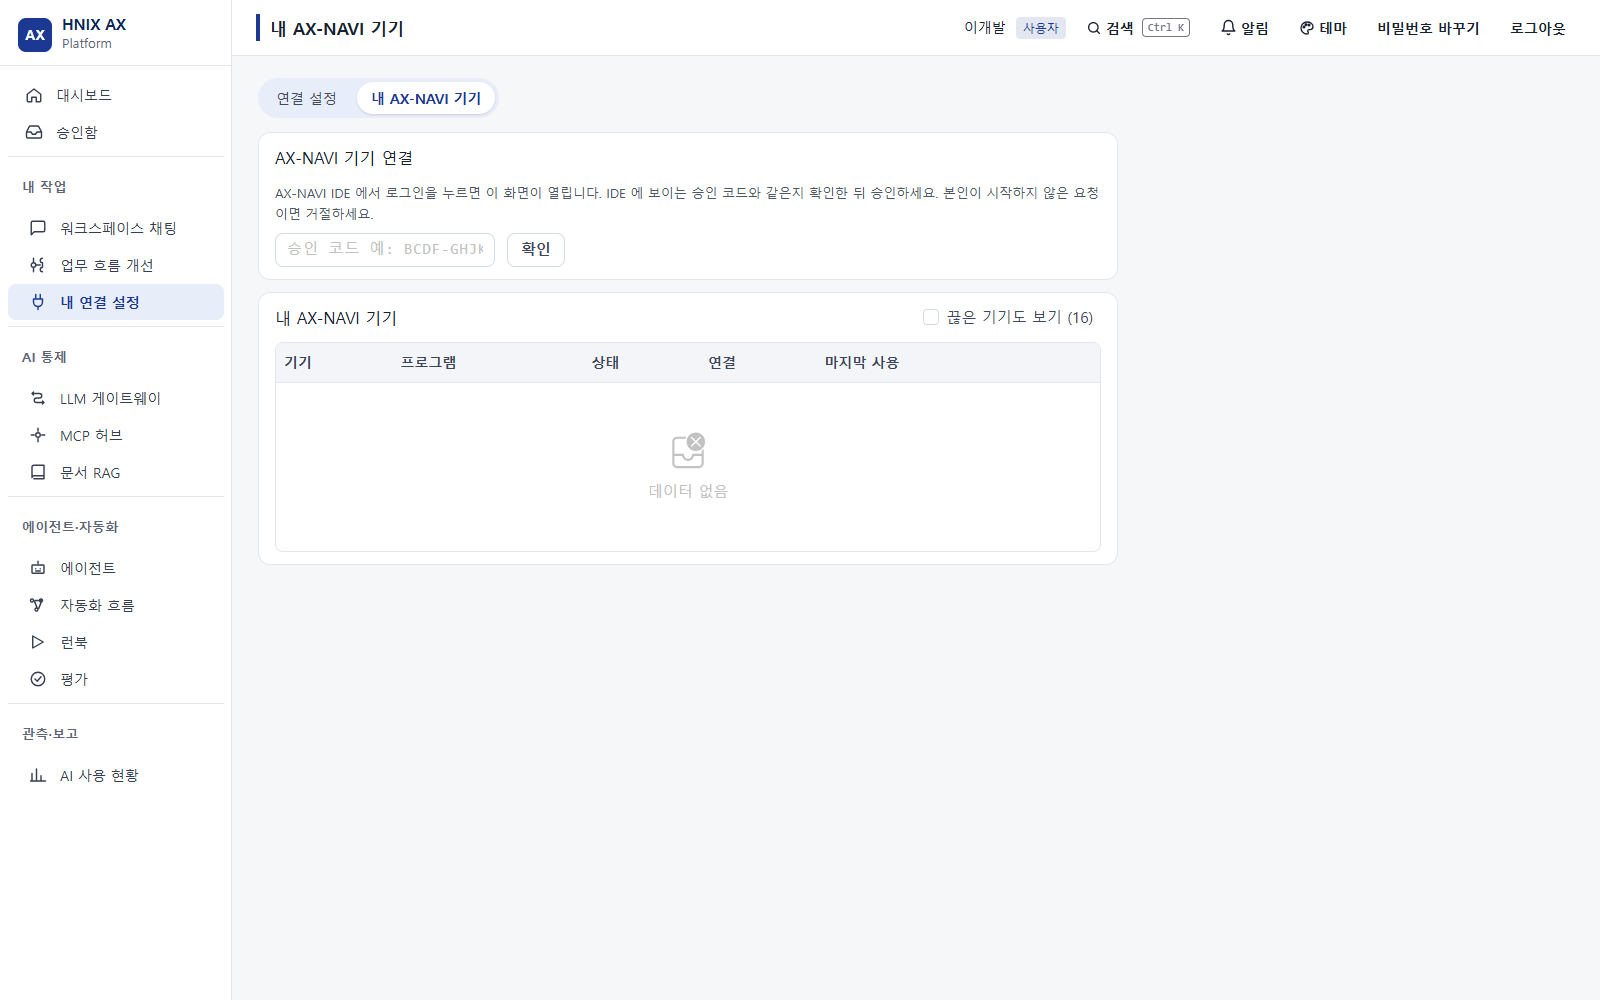 AX
HNIX AX
Platform
대시보드
승인함
내 작업
워크스페이스 채팅
업무 흐름 개선
내 연결 설정
AI 통제
LLM 게이트웨이
MCP 허브
문서 RAG
에이전트·자동화
에이전트
자동화 흐름
런북
평가
관측·보고
AI 사용 현황
내 AX-NAVI 기기
이개발 사용자 검색 Ctrl K 알림 테마 비밀번호 바꾸기 로그아웃
연결 설정 내 AX-NAVI 기기
AX-NAVI 기기 연결
AX-NAVI IDE 에서 로그인을 누르면 이 화면이 열립니다. IDE 에 보이는 승인 코드와 같은지 확인한 뒤 승인하세요. 본인이 시작하지 않은 요청
이면 거절하세요.
승인 코드 예: BCDF-GHJK 확인
내 AX-NAVI 기기 끊은 기기도 보기 (16)
기기 프로그램 상태 연결 마지막 사용
데이터 없음